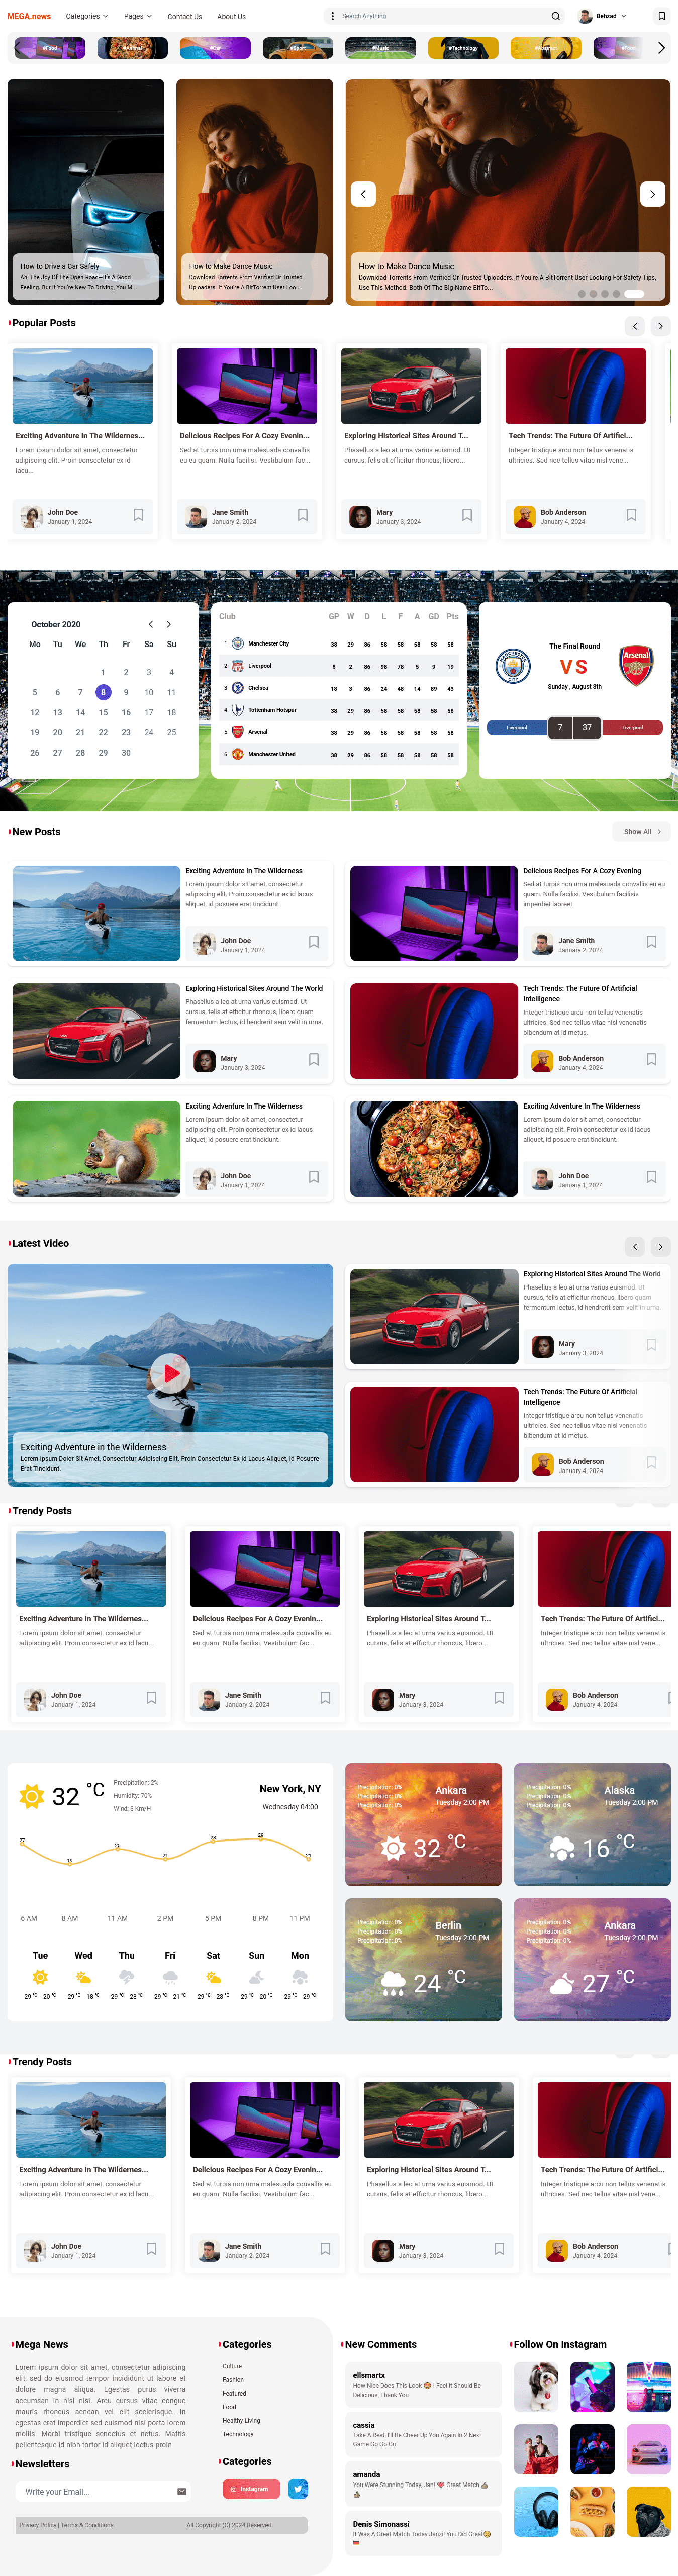 MEGA.news
Categories
Pages
Contact Us
About Us
Search Anything
Behzad
#Food
#Animal
#Car
#Sport
#Music
#Technology
#Abstract
How to Drive a Car Safely
Ah, The Joy Of The Open Road—It's A Good
Feeling. But If You're New To Driving, You M...
How to Make Dance Music
Download Torrents From Verified Or Trusted
Uploaders. If You're A BitTorrent User Loo...
How to Make Dance Music
Download Torrents From Verified Or Trusted Uploaders. If You're A BitTorrent User Looking For Safety Tips,
Use This Method. Both Of The Big-Name BitTo...
Popular Posts
Exciting Adventure In The Wildernes...
Lorem ipsum dolor sit amet, consectetur
adipiscing elit. Proin consectetur ex id
lacu...
John Doe
January 1, 2024
Delicious Recipes For A Cozy Evenin...
Sed at turpis non urna malesuada convallis
eu eu quam. Nulla facilisi. Vestibulum fac...
Jane Smith
January 2, 2024
Exploring Historical Sites Around T...
Phasellus a leo at urna varius euismod. Ut
cursus, felis at efficitur rhoncus, libero...
Mary
January 3, 2024
Tech Trends: The Future Of Artifici...
Integer tristique arcu non tellus venenatis
ultricies. Sed nec tellus vitae nisl vene...
Bob Anderson
January 4, 2024
October 2020
Mo Tu We Th Fr Sa Su
1 2 3 4
5 6 7 8 9 10 11
12 13 14 15 16 17 18
19 20 21 22 23 24 25
26 27 28 29 30
Club GP W D L F A GD Pts
1 Manchester City 38 29 86 58 58 58 58 58
2 Liverpool 8 2 86 98 78 5 9 19
3 Chelsea 18 3 86 24 48 14 89 43
4 Tottenham Hotspur 38 29 86 58 58 58 58 58
5 Arsenal 38 29 86 58 58 58 58 58
6 Manchester United 38 29 86 58 58 58 58 58
The Final Round
VS
Sunday , August 8th
Arsenal
Liverpool 7 37 Liverpool
New Posts
Show All
Exciting Adventure In The Wilderness
Lorem ipsum dolor sit amet, consectetur
adipiscing elit. Proin consectetur ex id lacus
aliquet, id posuere erat tincidunt.
John Doe
January 1, 2024
Delicious Recipes For A Cozy Evening
Sed at turpis non urna malesuada convallis eu eu
quam. Nulla facilisi. Vestibulum facilisis
imperdiet laoreet.
Jane Smith
January 2, 2024
Exploring Historical Sites Around The World
Phasellus a leo at urna varius euismod. Ut
cursus, felis at efficitur rhoncus, libero quam
fermentum lectus, id hendrerit sem velit in urna.
Mary
January 3, 2024
Tech Trends: The Future Of Artificial
Intelligence
Integer tristique arcu non tellus venenatis
ultricies. Sed nec tellus vitae nisl venenatis
bibendum at id metus.
Bob Anderson
January 4, 2024
Exciting Adventure In The Wilderness
Lorem ipsum dolor sit amet, consectetur
adipiscing elit. Proin consectetur ex id lacus
aliquet, id posuere erat tincidunt.
John Doe
January 1, 2024
Exciting Adventure In The Wilderness
Lorem ipsum dolor sit amet, consectetur
adipiscing elit. Proin consectetur ex id lacus
aliquet, id posuere erat tincidunt.
John Doe
January 1, 2024
Latest Video
Exciting Adventure in the Wilderness
Lorem Ipsum Dolor Sit Amet, Consectetur Adipiscing Elit. Proin Consectetur Ex Id Lacus Aliquet, Id Posuere
Erat Tincidunt.
Exploring Historical Sites Around The World
Phasellus a leo at urna varius euismod. Ut
cursus, felis at efficitur rhoncus, libero quam
fermentum lectus, id hendrerit sem velit in urna.
Mary
January 3, 2024
Tech Trends: The Future Of Artificial
Intelligence
Integer tristique arcu non tellus venenatis
ultricies. Sed nec tellus vitae nisl venenatis
bibendum at id metus.
Bob Anderson
January 4, 2024
Trendy Posts
Exciting Adventure In The Wildernes...
Lorem ipsum dolor sit amet, consectetur
adipiscing elit. Proin consectetur ex id lacu...
John Doe
January 1, 2024
Delicious Recipes For A Cozy Evenin...
Sed at turpis non urna malesuada convallis eu
eu quam. Nulla facilisi. Vestibulum fac...
Jane Smith
January 2, 2024
Exploring Historical Sites Around T...
Phasellus a leo at urna varius euismod. Ut
cursus, felis at efficitur rhoncus, libero...
Mary
January 3, 2024
Tech Trends: The Future Of Artifici...
Integer tristique arcu non tellus venenatis
ultricies. Sed nec tellus vitae nisl vene...
Bob Anderson
January 4, 2024
32 °C
Precipitation: 2%
Humidity: 70%
Wind: 3 Km/H
New York, NY
Wednesday 04:00
27 19 25 21 28 29 21
6 AM 8 AM 11 AM 2 PM 5 PM 8 PM 11 PM
Tue Wed Thu Fri Sat Sun Mon
29 °C 20 °C 29 °C 18 °C 29 °C 28 °C 29 °C 21 °C 29 °C 28 °C 29 °C 20 °C 29 °C 29 °C
Precipitation: 0%
Precipitation: 0%
Precipitation: 0%
Ankara
Tuesday 2:00 PM
32 °C
Precipitation: 0%
Precipitation: 0%
Precipitation: 0%
Alaska
Tuesday 2:00 PM
16 °C
Precipitation: 0%
Precipitation: 0%
Precipitation: 0%
Berlin
Tuesday 2:00 PM
24 °C
Precipitation: 0%
Precipitation: 0%
Precipitation: 0%
Ankara
Tuesday 2:00 PM
27 °C
Trendy Posts
Exciting Adventure In The Wildernes...
Lorem ipsum dolor sit amet, consectetur
adipiscing elit. Proin consectetur ex id lacu...
John Doe
January 1, 2024
Delicious Recipes For A Cozy Evenin...
Sed at turpis non urna malesuada convallis eu
eu quam. Nulla facilisi. Vestibulum fac...
Jane Smith
January 2, 2024
Exploring Historical Sites Around T...
Phasellus a leo at urna varius euismod. Ut
cursus, felis at efficitur rhoncus, libero...
Mary
January 3, 2024
Tech Trends: The Future Of Artifici...
Integer tristique arcu non tellus venenatis
ultricies. Sed nec tellus vitae nisl vene...
Bob Anderson
January 4, 2024
Mega News
Lorem ipsum dolor sit amet, consectetur adipiscing
elit, sed do eiusmod tempor incididunt ut labore et
dolore magna aliqua. Egestas purus viverra
accumsan in nisl nisi. Arcu cursus vitae congue
mauris rhoncus aenean vel elit scelerisque. In
egestas erat imperdiet sed euismod nisi porta lorem
mollis. Morbi tristique senectus et netus. Mattis
pellentesque id nibh tortor id aliquet lectus proin
Newsletters
Write your Email...
Categories
Culture
Fashion
Featured
Food
Healthy Living
Technology
Categories
Instagram
Privacy Policy | Terms & Conditions
All Copyright (C) 2024 Reserved
New Comments
ellsmartx
How Nice Does This Look 😍 I Feel It Should Be
Delicious, Thank You
cassia
Take A Rest, I'll Be Cheer Up You Again In 2 Next
Game Go Go Go
amanda
You Were Stunning Today, Jan! 💗 Great Match 👍
👍
Denis Simonassi
It Was A Great Match Today Janzi! You Did Great😉
🇩🇪
Follow On Instagram